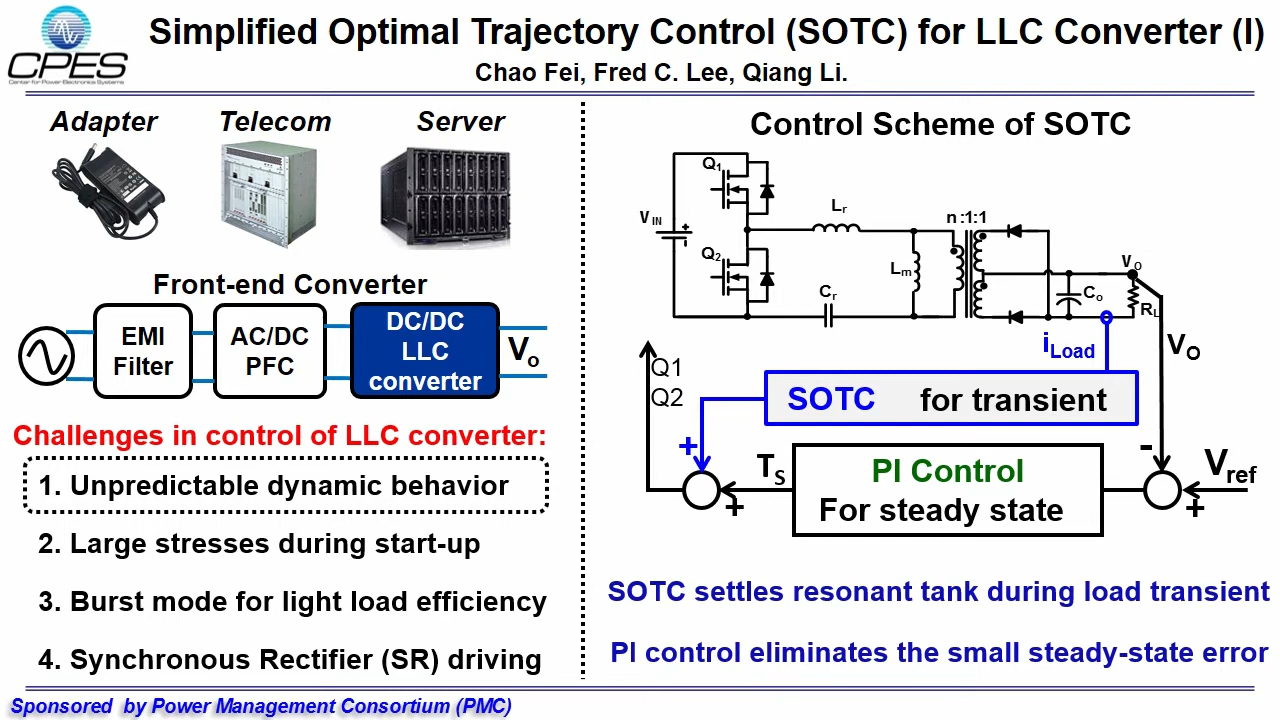 Simplified Optimal Trajectory Control (SOTC) for LLC Converter (I)
CPES
Center for Power Electronics Systems
Chao Fei, Fred C. Lee, Qiang Li.
Adapter
Telecom
Server
Front-end Converter
EMI
Filter
AC/DC
PFC
DC/DC
LLC
converter
Vo
Challenges in control of LLC converter:
1. Unpredictable dynamic behavior
2. Large stresses during start-up
3. Burst mode for light load efficiency
4. Synchronous Rectifier (SR) driving
Control Scheme of SOTC
Q1
VIN
+
Q2
Lr
Cr
Lm
n:1:1
Vo
Co
RL
iLoad
VO
Q1
Q2
SOTC for transient
+
TS
+
PI Control
For steady state
-
Vref
+
SOTC settles resonant tank during load transient
PI control eliminates the small steady-state error
Sponsored by Power Management Consortium (PMC)